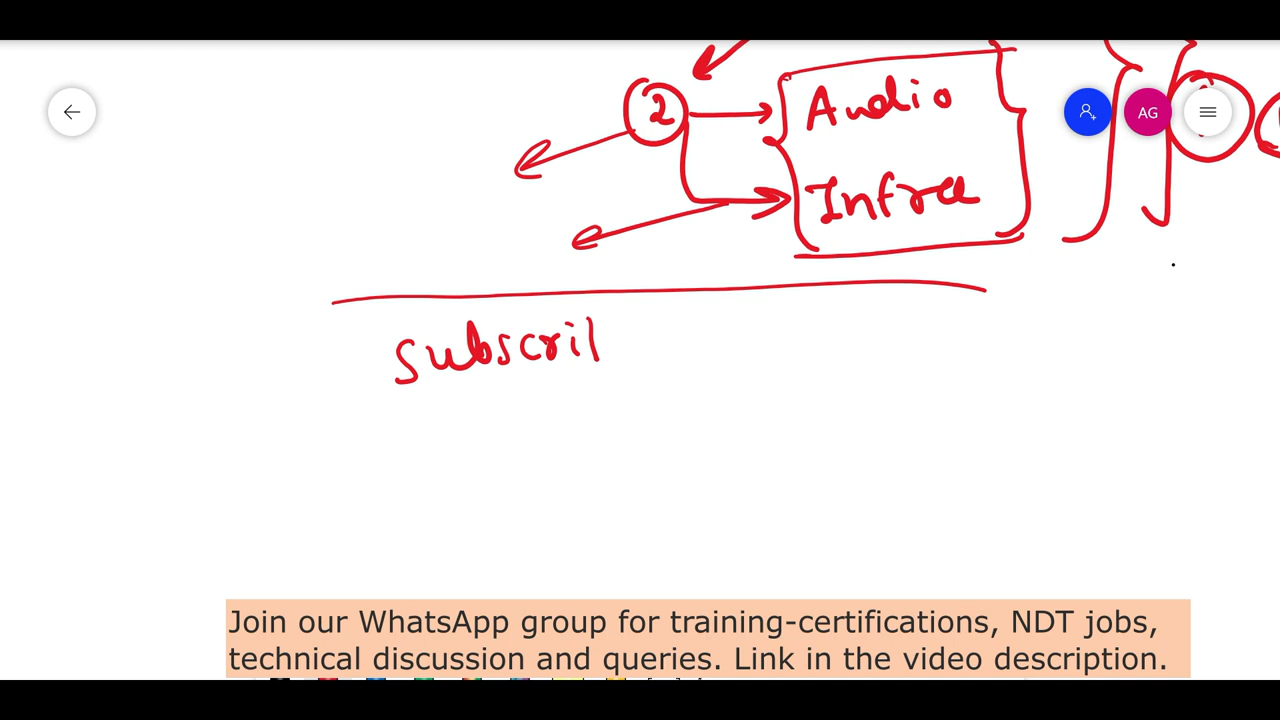 2
Audio
AG
Infra
subscril
Join our WhatsApp group for training-certifications, NDT jobs,
technical discussion and queries. Link in the video description.